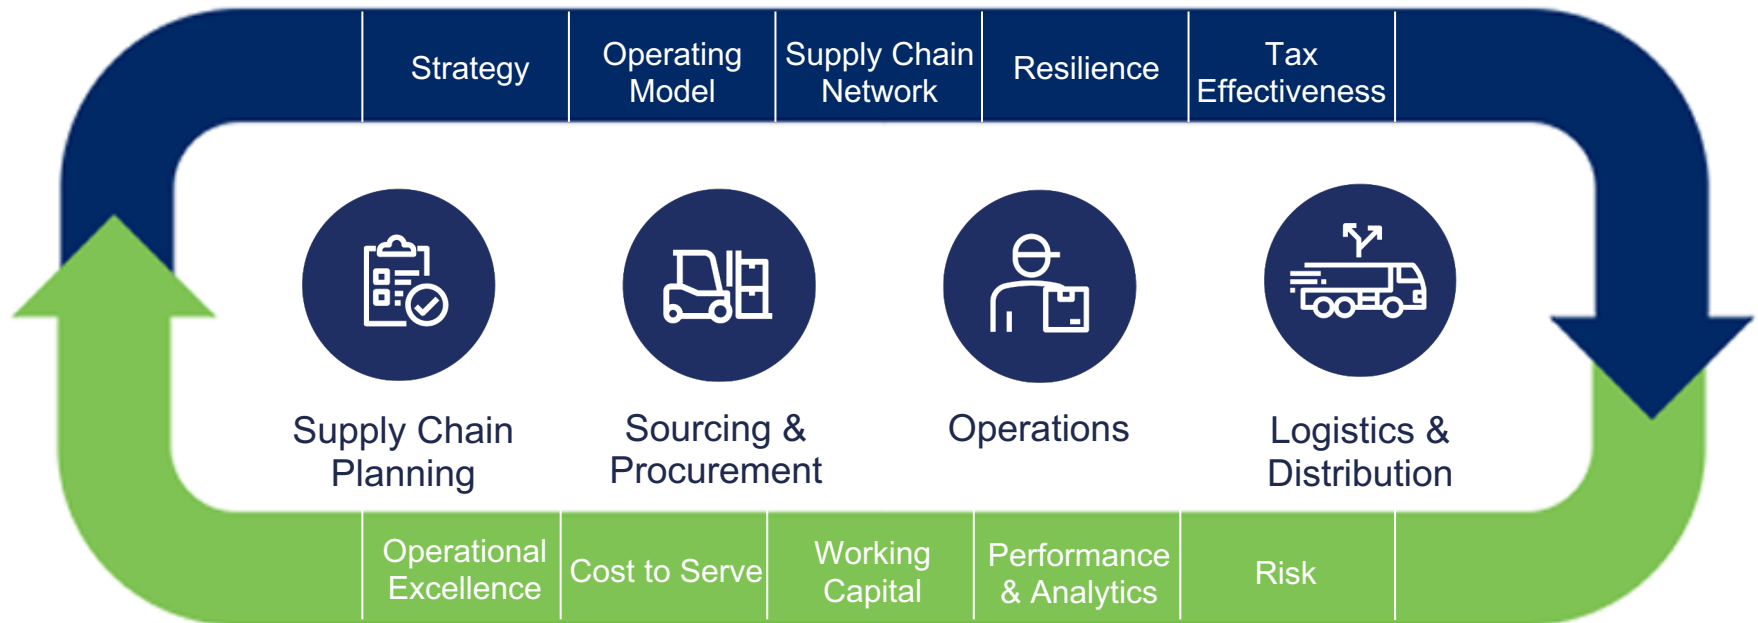 Strategy
Operating
Model
Supply Chain
Network
Resilience
Tax
Effectiveness
Supply Chain
Planning
Sourcing &
Procurement
Operations
Logistics &
Distribution
Operational
Excellence
Cost to Serve
Working
Capital
Performance
& Analytics
Risk